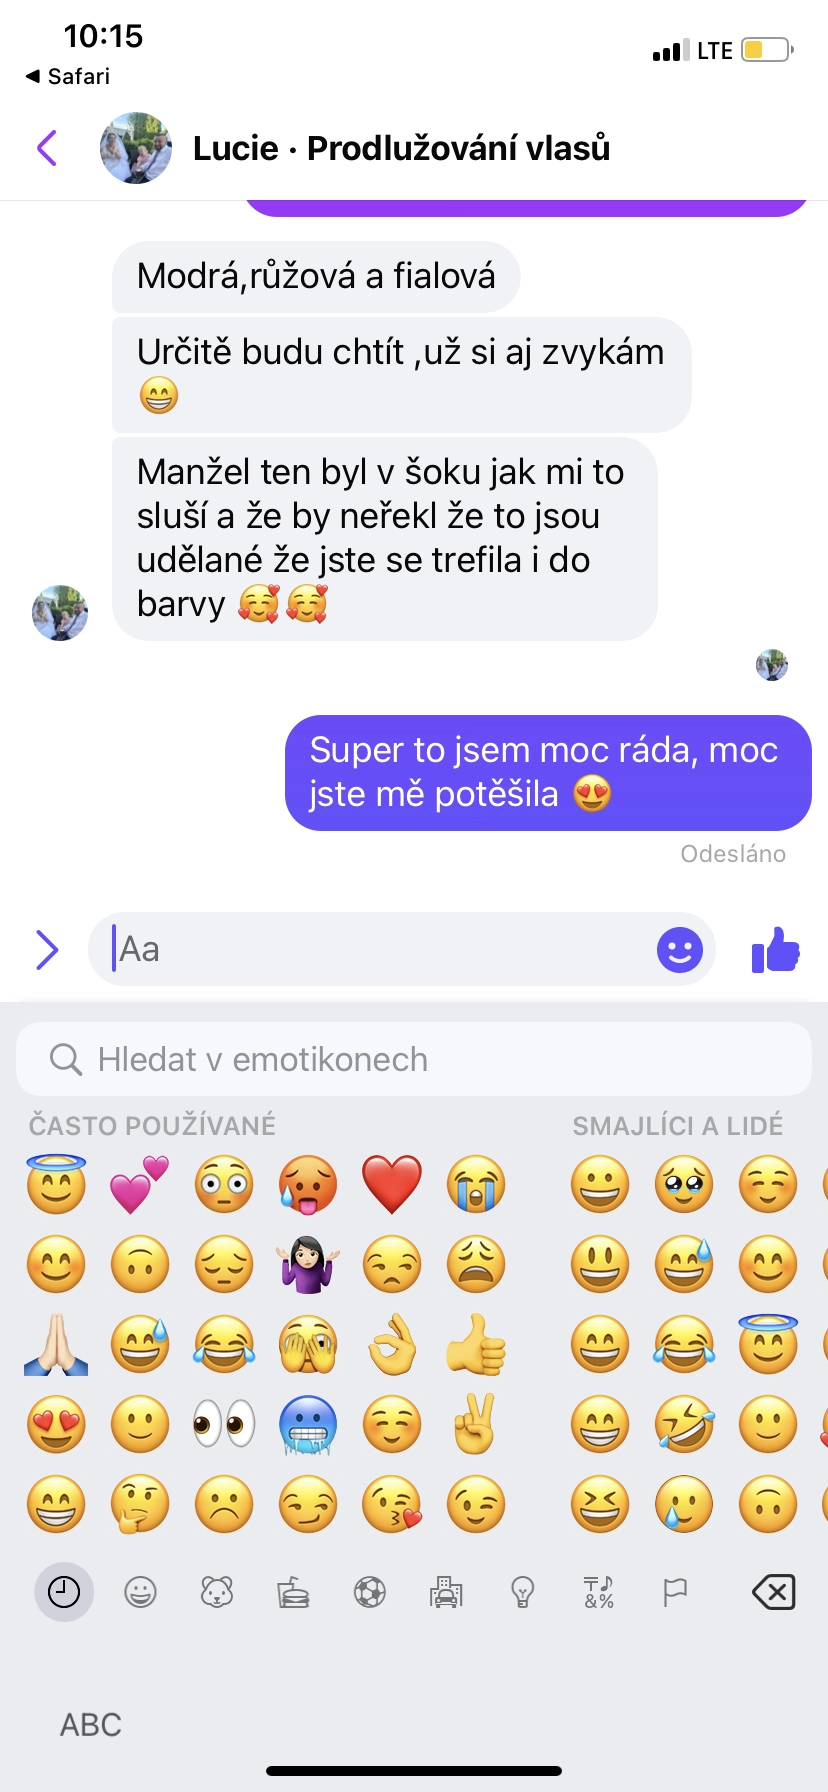 10:15
LTE
◀ Safari
Lucie · Prodlužování vlasů
Modrá,růžová a fialová
Určitě budu chtít ,už si aj zvykám
😁
Manžel ten byl v šoku jak mi to
sluší a že by neřekl že to jsou
udělané že jste se trefila i do
barvy 🥰🥰
Super to jsem moc ráda, moc
jste mě potěšila 😍
Odesláno
Aa
Hledat v emotikonech
ČASTO POUŽÍVANÉ
SMAJLÍCI A LIDÉ
ABC